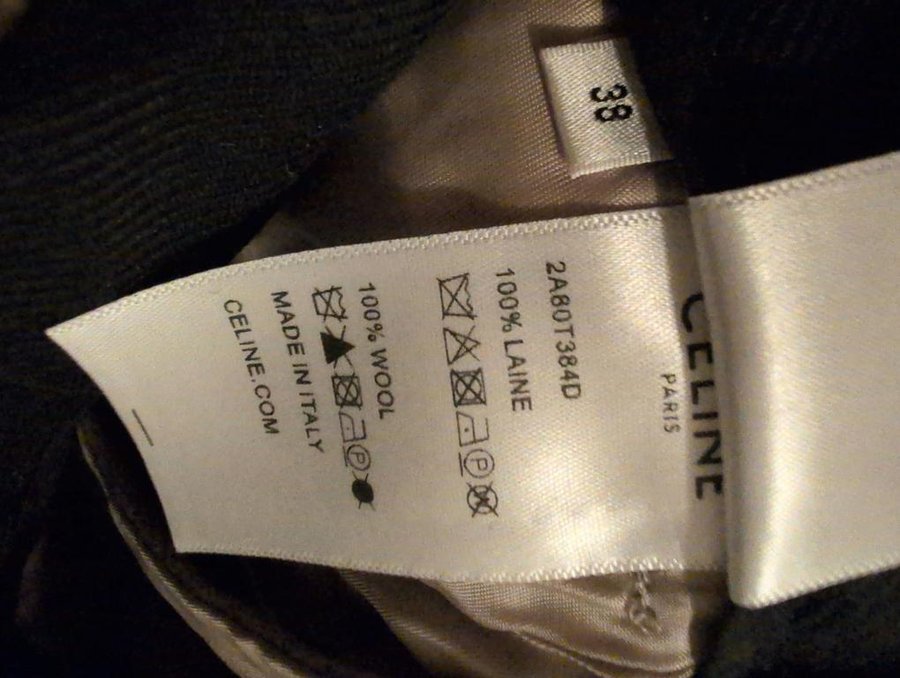 38
CELINE
PARIS
2A80T384D
100% LAINE
P
100% WOOL
P
MADE IN ITALY
CELINE.COM